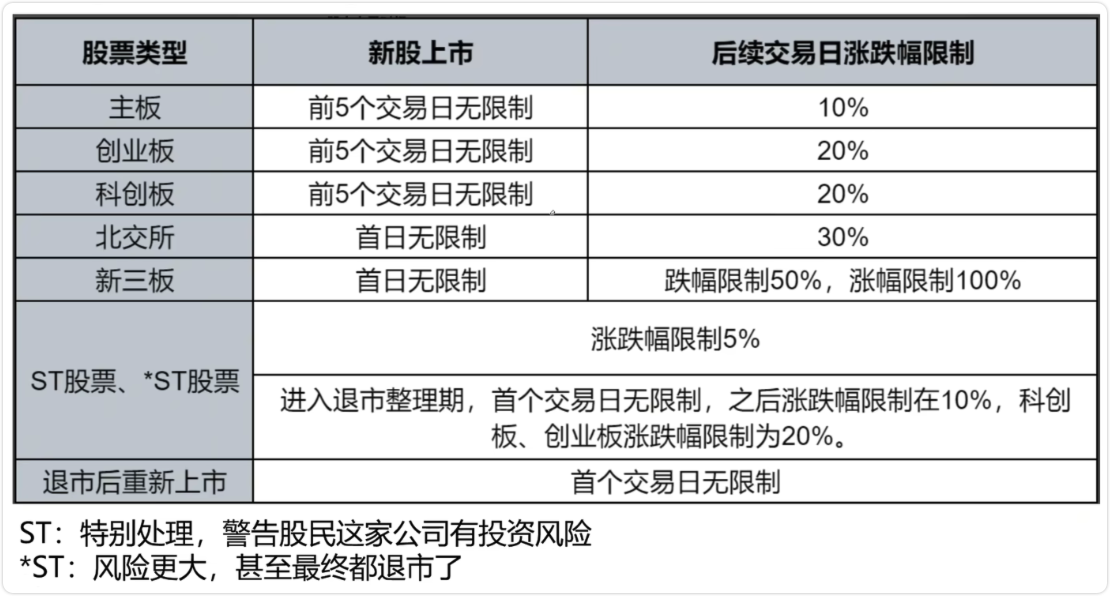 股票类型 新股上市 后续交易日涨跌幅限制
主板 前5个交易日无限制 10%
创业板 前5个交易日无限制 20%
科创板 前5个交易日无限制 20%
北交所 首日无限制 30%
新三板 首日无限制 跌幅限制50%，涨幅限制100%
ST股票、*ST股票 涨跌幅限制5%
进入退市整理期，首个交易日无限制，之后涨跌幅限制在10%，科创
板、创业板涨跌幅限制为20%。
退市后重新上市 首个交易日无限制
ST：特别处理，警告股民这家公司有投资风险
*ST：风险更大，甚至最终都退市了